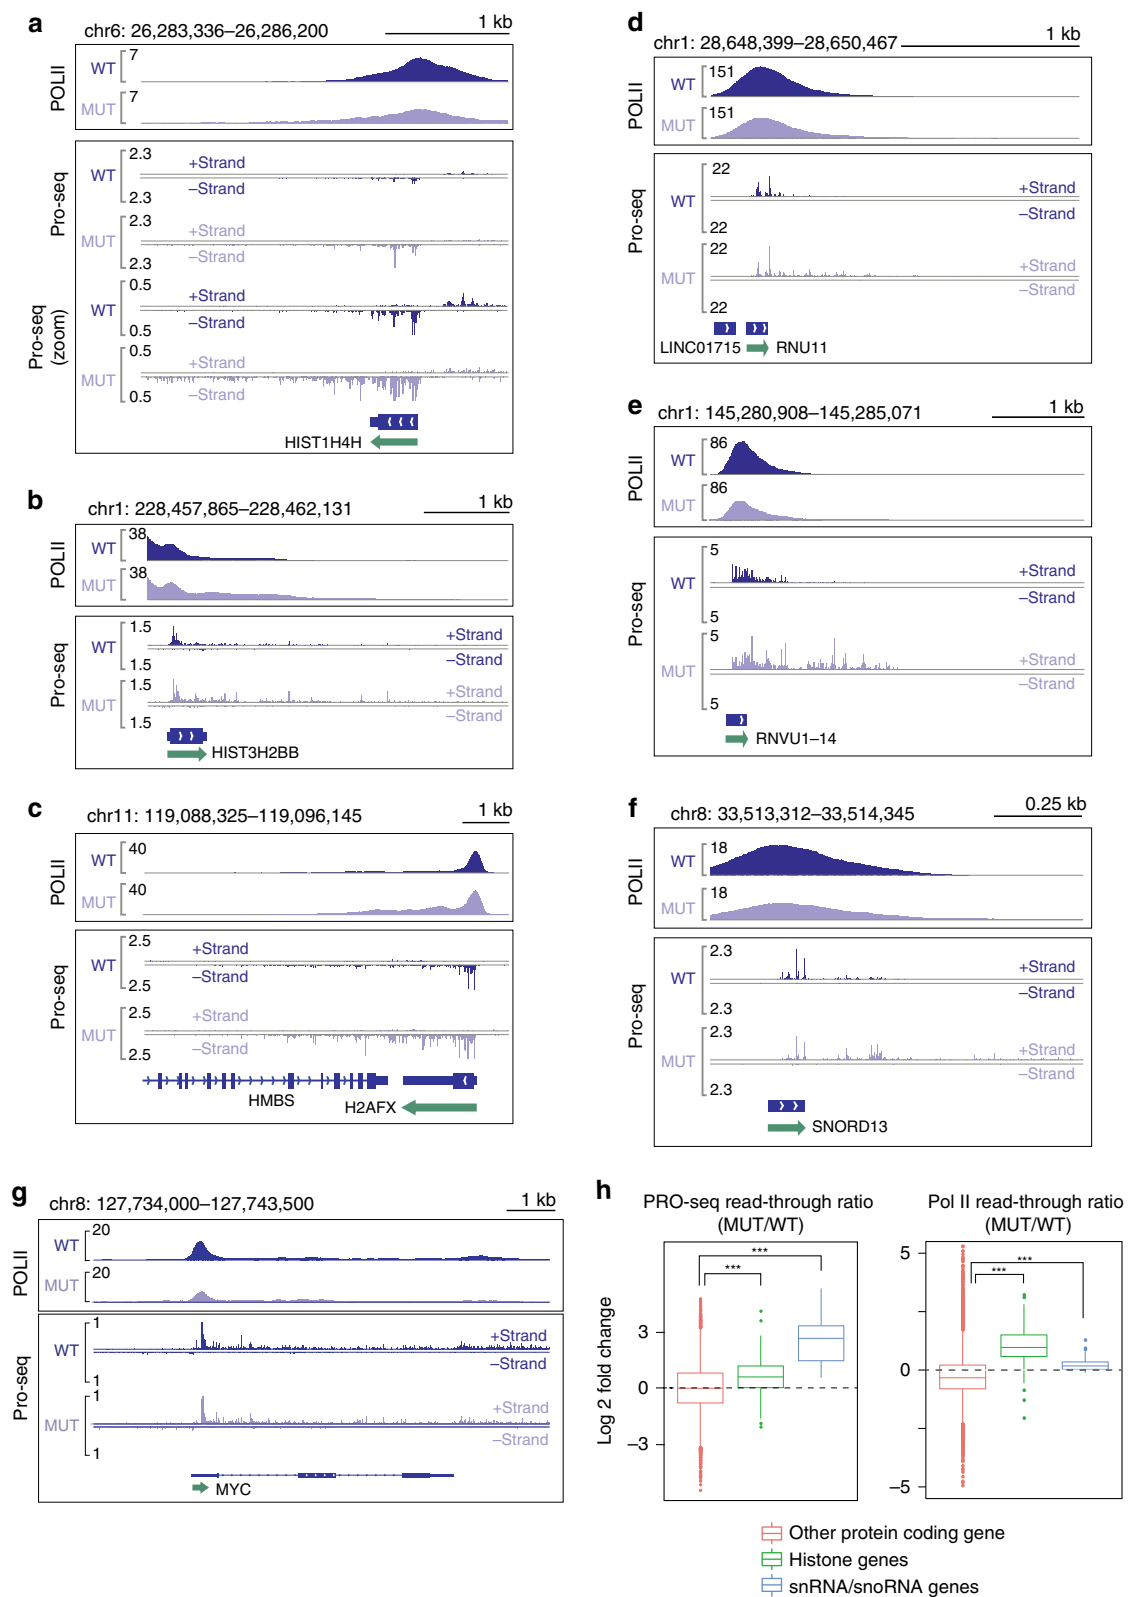 a
chr6: 26,283,336–26,286,200
1 kb
POLII
WT
7
MUT
7
Pro-seq
WT
2.3
+Strand
–Strand
2.3
MUT
2.3
+Strand
–Strand
2.3
Pro-seq
(zoom)
WT
0.5
+Strand
–Strand
0.5
MUT
0.5
+Strand
–Strand
0.5
HIST1H4H
b
chr1: 228,457,865–228,462,131
1 kb
POLII
WT
38
MUT
38
Pro-seq
WT
1.5
+Strand
–Strand
1.5
MUT
1.5
+Strand
–Strand
1.5
HIST3H2BB
c
chr11: 119,088,325–119,096,145
1 kb
POLII
WT
40
MUT
40
Pro-seq
WT
2.5
+Strand
–Strand
2.5
MUT
2.5
+Strand
–Strand
2.5
HMBS
H2AFX
d
chr1: 28,648,399–28,650,467
1 kb
POLII
WT
151
MUT
151
Pro-seq
WT
22
+Strand
–Strand
22
MUT
22
+Strand
–Strand
22
LINC01715
RNU11
e
chr1: 145,280,908–145,285,071
1 kb
POLII
WT
86
MUT
86
Pro-seq
WT
5
+Strand
–Strand
5
MUT
5
+Strand
–Strand
5
RNVU1–14
f
chr8: 33,513,312–33,514,345
0.25 kb
POLII
WT
18
MUT
18
Pro-seq
WT
2.3
+Strand
–Strand
2.3
MUT
2.3
+Strand
–Strand
2.3
SNORD13
g
chr8: 127,734,000–127,743,500
1 kb
POLII
WT
20
MUT
20
Pro-seq
WT
1
+Strand
–Strand
1
MUT
1
+Strand
–Strand
1
MYC
h
PRO-seq read-through ratio
(MUT/WT)
Log 2 fold change
3
0
–3
***
***
Pol II read-through ratio
(MUT/WT)
5
0
–5
***
***
Other protein coding gene
Histone genes
snRNA/snoRNA genes